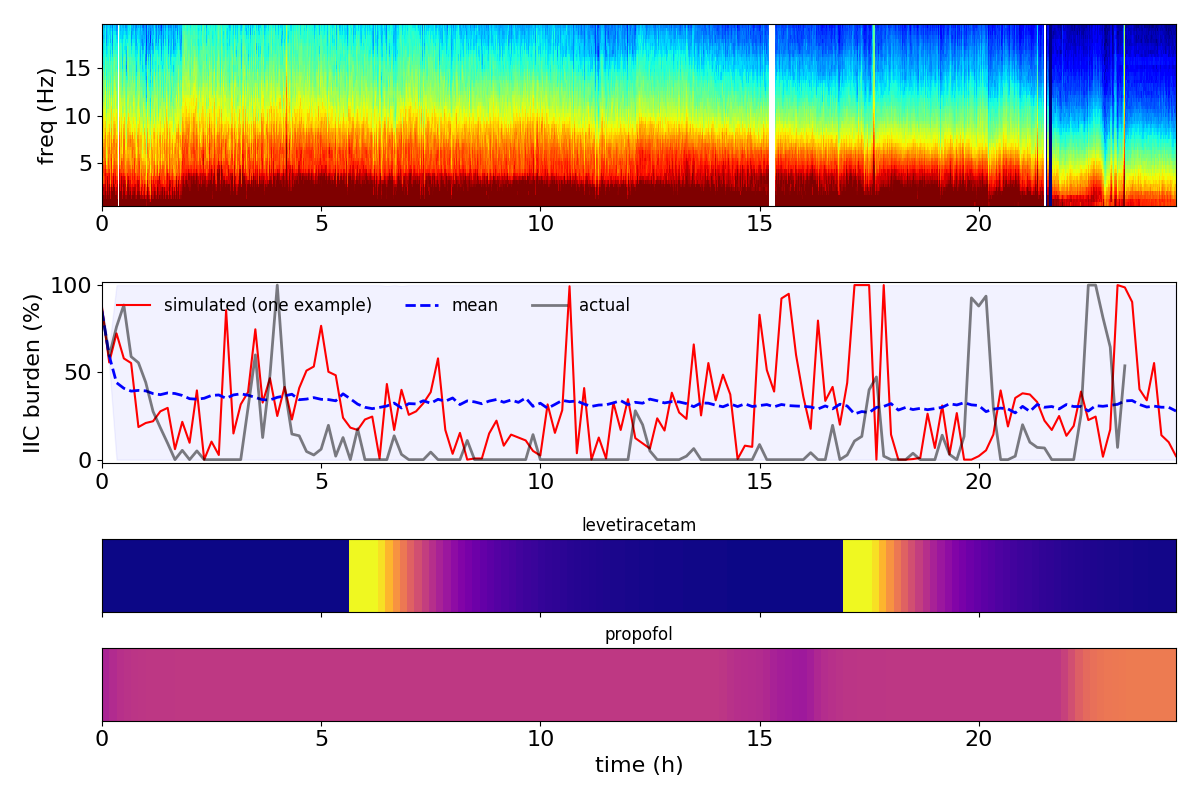 freq (Hz)
15
10
5
0 5 10 15 20
IIC burden (%)
100
50
0
simulated (one example) mean actual
0 5 10 15 20
levetiracetam
propofol
0 5 10 15 20
time (h)